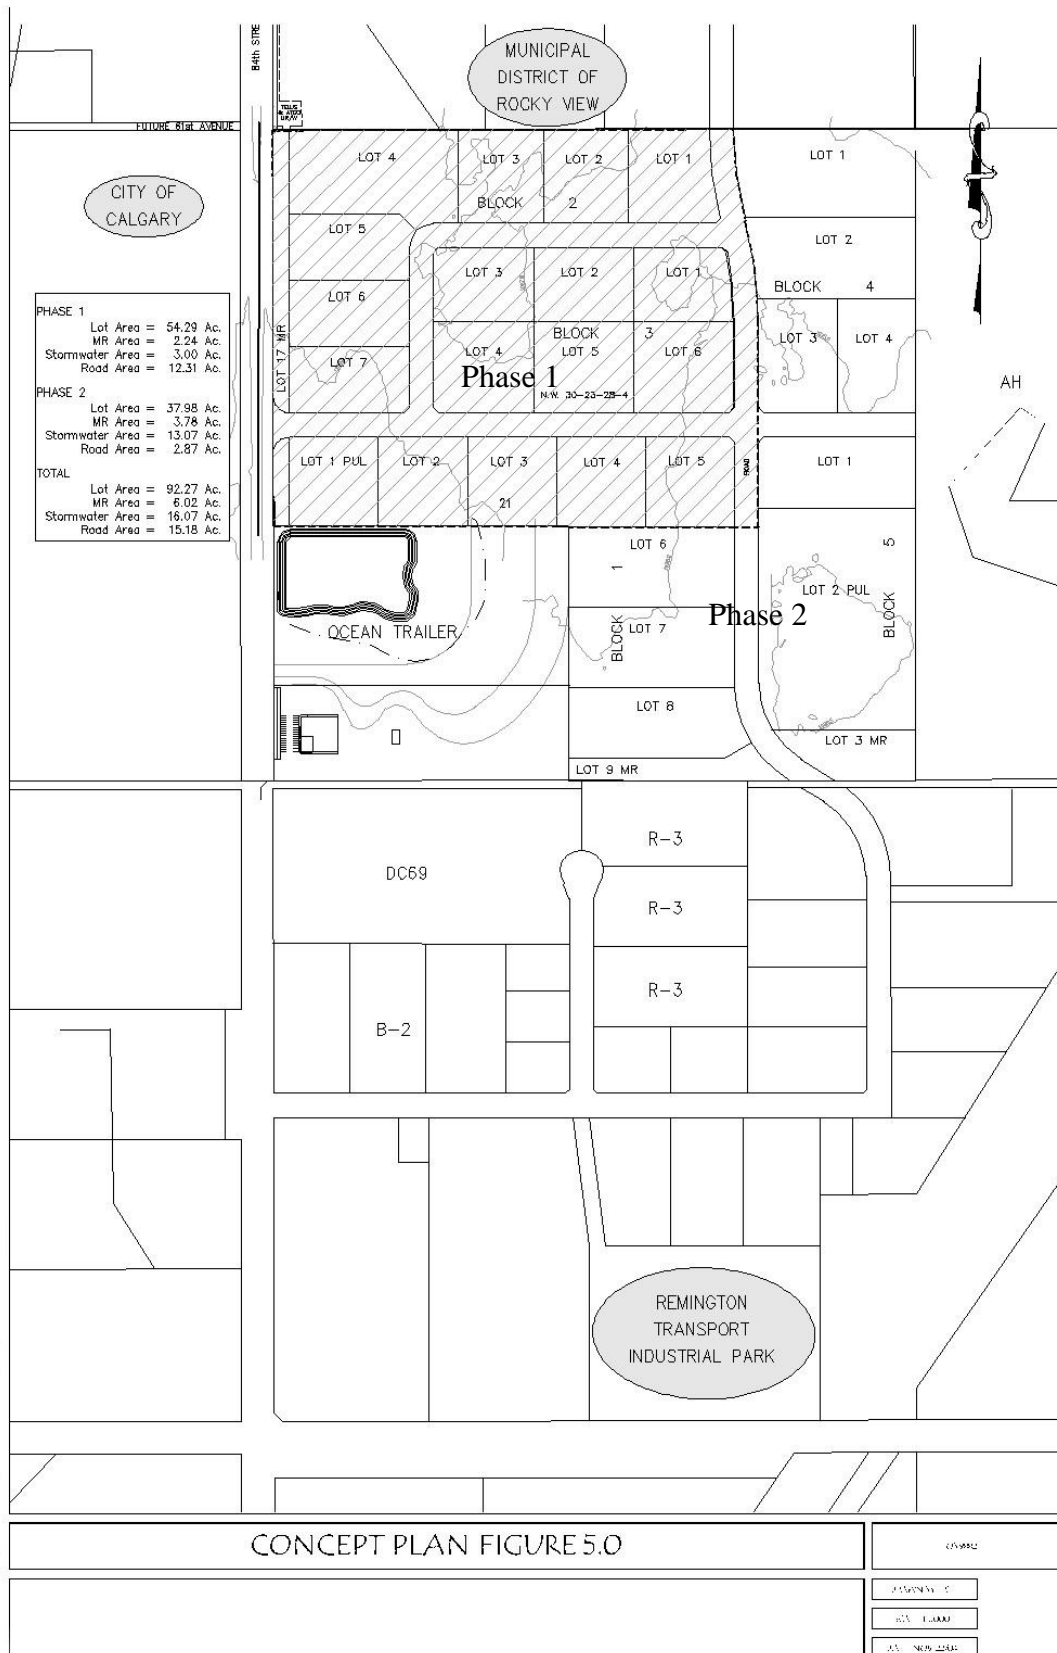 84th STRE
MUNICIPAL
DISTRICT OF
ROCKY VIEW
FUTURE 61st AVENUE
CITY OF
CALGARY
LOT 4
LOT 3
LOT 2
LOT 1
LOT 1
BLOCK 2
LOT 5
LOT 2
LOT 3
LOT 2
LOT 1
BLOCK 4
LOT 6
BLOCK 3
LOT 3
LOT 4
LOT 7
LOT 4
LOT 5
LOT 6
LOT 17 MR
Phase 1
N.W. 30-23-28-4
AH
PHASE 1
Lot Area = 54.29 Ac.
MR Area = 2.24 Ac.
Stormwater Area = 3.00 Ac.
Road Area = 12.31 Ac.
PHASE 2
Lot Area = 37.98 Ac.
MR Area = 3.78 Ac.
Stormwater Area = 13.07 Ac.
Road Area = 2.87 Ac.
TOTAL
Lot Area = 92.27 Ac.
MR Area = 6.02 Ac.
Stormwater Area = 16.07 Ac.
Road Area = 15.18 Ac.
LOT 1 PUL
LOT 2
LOT 3
LOT 4
LOT 5
ROAD
LOT 1
21
LOT 6
BLOCK 1
LOT 2 PUL
BLOCK 5
Phase 2
LOT 7
OCEAN TRAILER
LOT 8
LOT 3 MR
LOT 9 MR
R-3
DC69
R-3
R-3
B-2
REMINGTON
TRANSPORT
INDUSTRIAL PARK
CONCEPT PLAN FIGURE 5.0